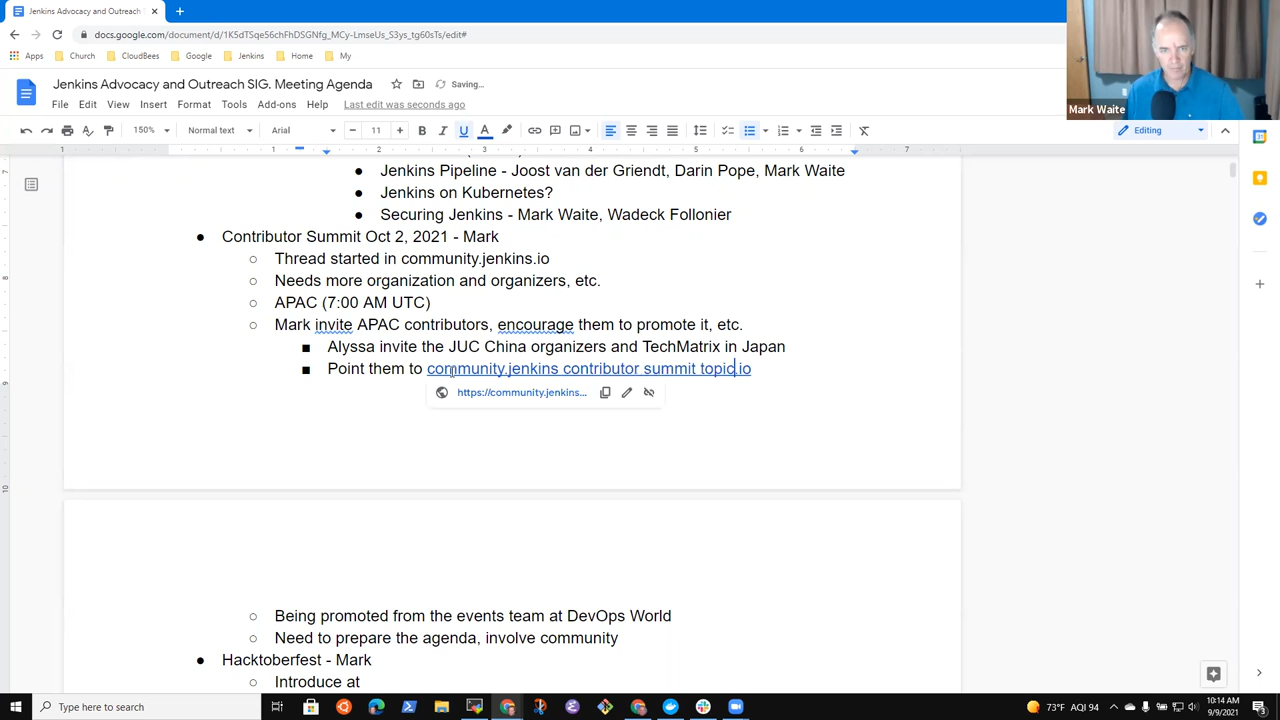 Jenkins Advocacy and Outreach S
docs.google.com/document/d/1K5dTSqe56chFhDSGNfg_MCy-LmseUs_S3ys_tg60sTs/edit#
Apps Church CloudBees Google Jenkins Home My
Mark Waite
Jenkins Advocacy and Outreach SIG. Meeting Agenda Saving...
File Edit View Insert Format Tools Add-ons Help Last edit was seconds ago
150% Normal text Arial 11 Editing
1 1 2 3 4 5 6 7
Jenkins Pipeline - Joost van der Griendt, Darin Pope, Mark Waite
Jenkins on Kubernetes?
Securing Jenkins - Mark Waite, Wadeck Follonier
Contributor Summit Oct 2, 2021 - Mark
Thread started in community.jenkins.io
Needs more organization and organizers, etc.
APAC (7:00 AM UTC)
Mark invite APAC contributors, encourage them to promote it, etc.
Alyssa invite the JUC China organizers and TechMatrix in Japan
Point them to community.jenkins contributor summit topic.io
https://community.jenkins...
Being promoted from the events team at DevOps World
Need to prepare the agenda, involve community
Hacktoberfest - Mark
Introduce at
Type here to search
73°F AQI 94
10:14 AM
9/9/2021